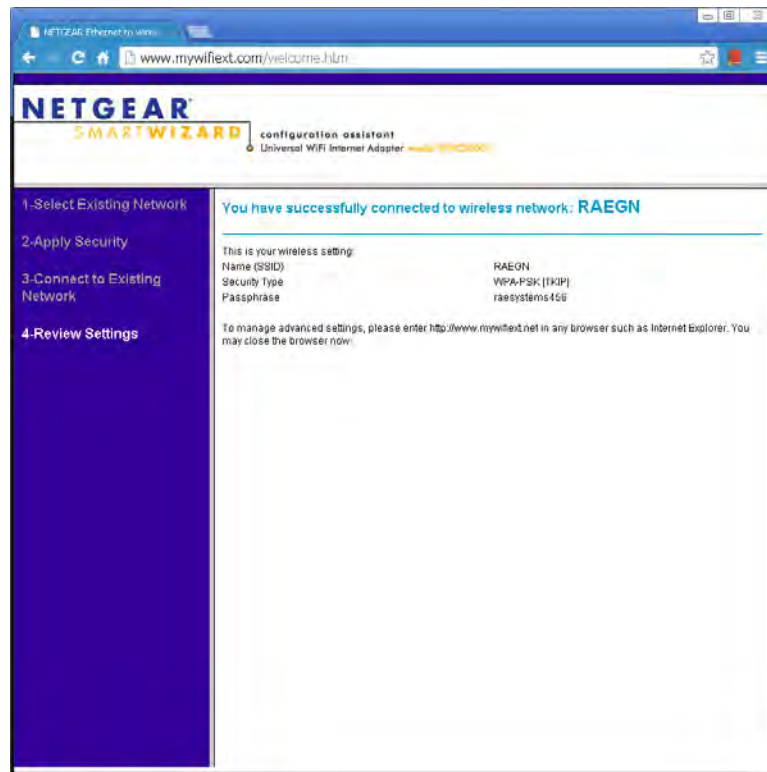 NETGEAR Ethernet to wire
www.mywifiext.com/welcome.htm
NETGEAR
SMARTWIZARD
configuration assistant
Universal WiFi Internet Adapter
1-Select Existing Network
You have successfully connected to wireless network: RAEGN
2-Apply Security
3-Connect to Existing
Network
4-Review Settings
This is your wireless setting:
Name (SSID) RAEGN
Security Type WPA-PSK [TKIP]
Passphrase raesystems456
To manage advanced settings, please enter http://www.mywifiext.net in any browser such as Internet Explorer. You
may close the browser now.